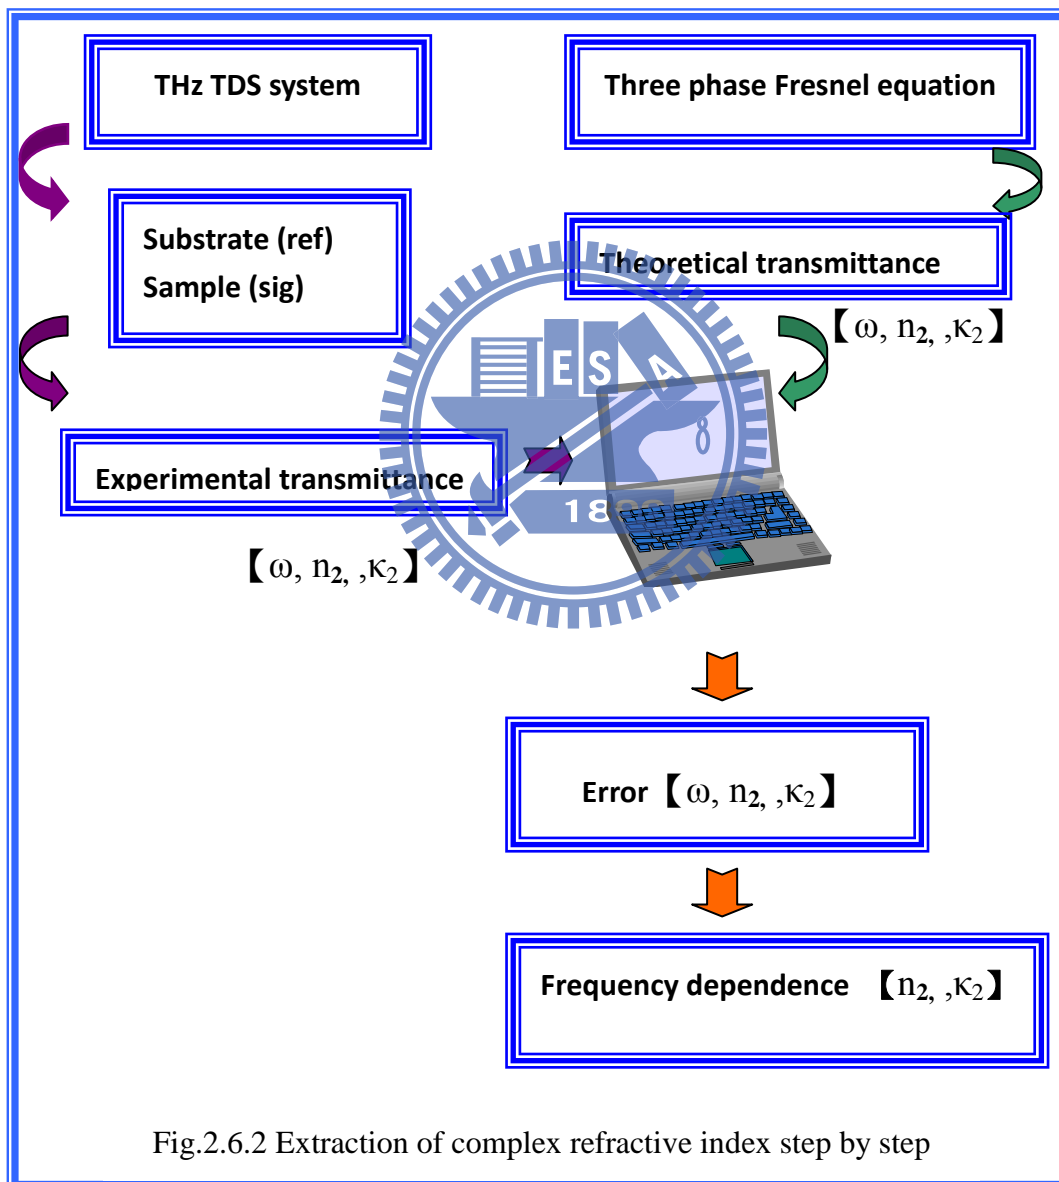 THz TDS system
Three phase Fresnel equation
Substrate (ref)
Sample (sig)
Theoretical transmittance
【ω, n₂, ,κ₂】
E S A
8
Experimental transmittance
【ω, n₂, ,κ₂】
Error【ω, n₂, ,κ₂】
Frequency dependence 【n₂, ,κ₂】
Fig.2.6.2 Extraction of complex refractive index step by step